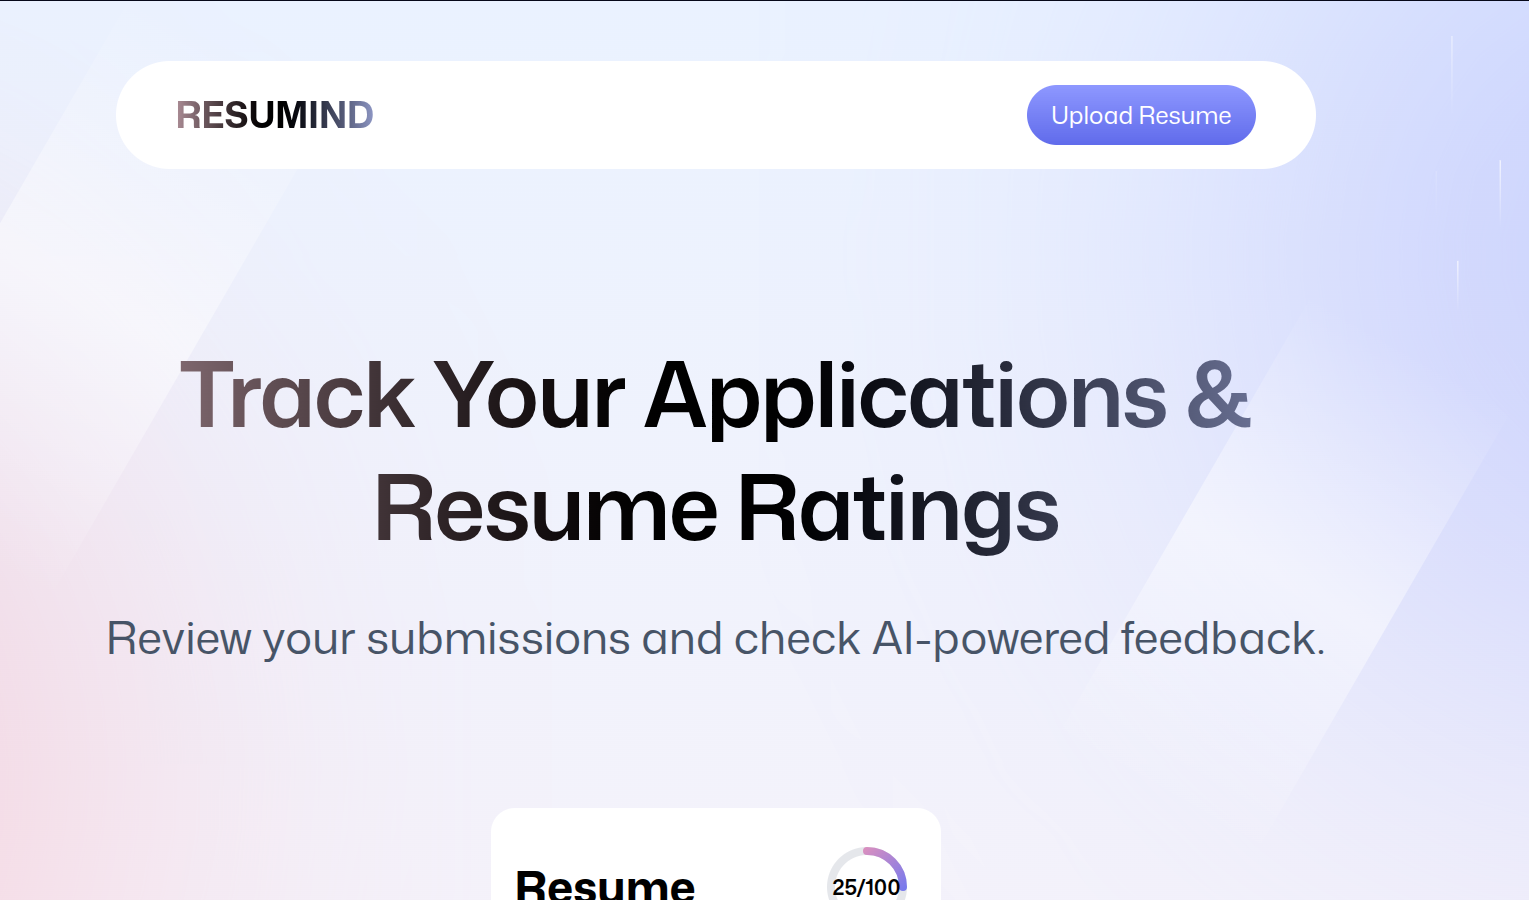 RESUMIND
Upload Resume
Track Your Applications &
Resume Ratings
Review your submissions and check AI-powered feedback.
Resume
25/100